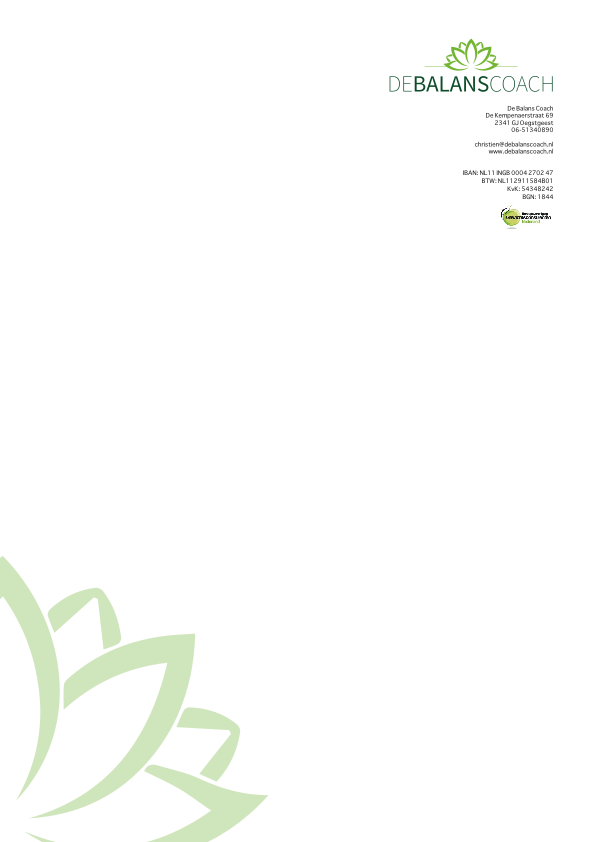 DEBALANSCOACH
De Balans Coach
De Kempenaerstraat 69
2341 GJ Oegstgeest
06-51340890
christien@debalanscoach.nl
www.debalanscoach.nl
IBAN: NL11 INGB 0004 2702 47
BTW: NL112911584B01
KvK: 54348242
BGN: 1844